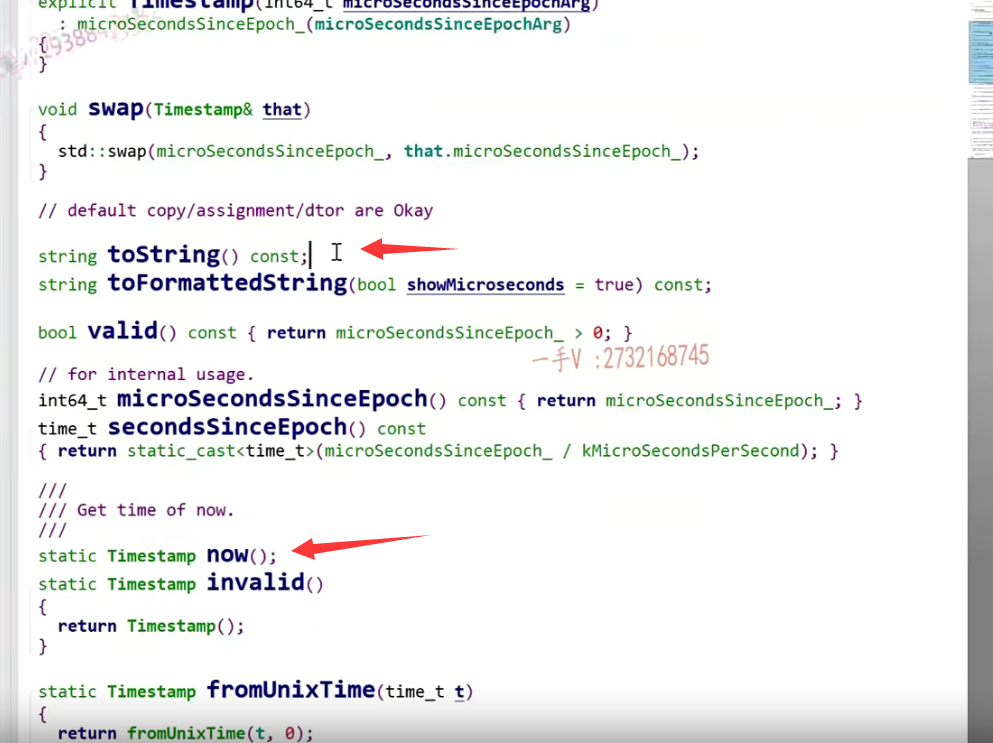 explicit Timestamp(int64_t microSecondsSinceEpochArg)
: microSecondsSinceEpoch_(microSecondsSinceEpochArg)
{
}
void swap(Timestamp& that)
{
std::swap(microSecondsSinceEpoch_, that.microSecondsSinceEpoch_);
}
// default copy/assignment/dtor are Okay
string toString() const;
string toFormattedString(bool showMicroseconds = true) const;
bool valid() const { return microSecondsSinceEpoch_ > 0; }
一手V :2732168745
// for internal usage.
int64_t microSecondsSinceEpoch() const { return microSecondsSinceEpoch_; }
time_t secondsSinceEpoch() const
{ return static_cast<time_t>(microSecondsSinceEpoch_ / kMicroSecondsPerSecond); }
///
/// Get time of now.
///
static Timestamp now();
static Timestamp invalid()
{
return Timestamp();
}
static Timestamp fromUnixTime(time_t t)
{
return fromUnixTime(t, 0);